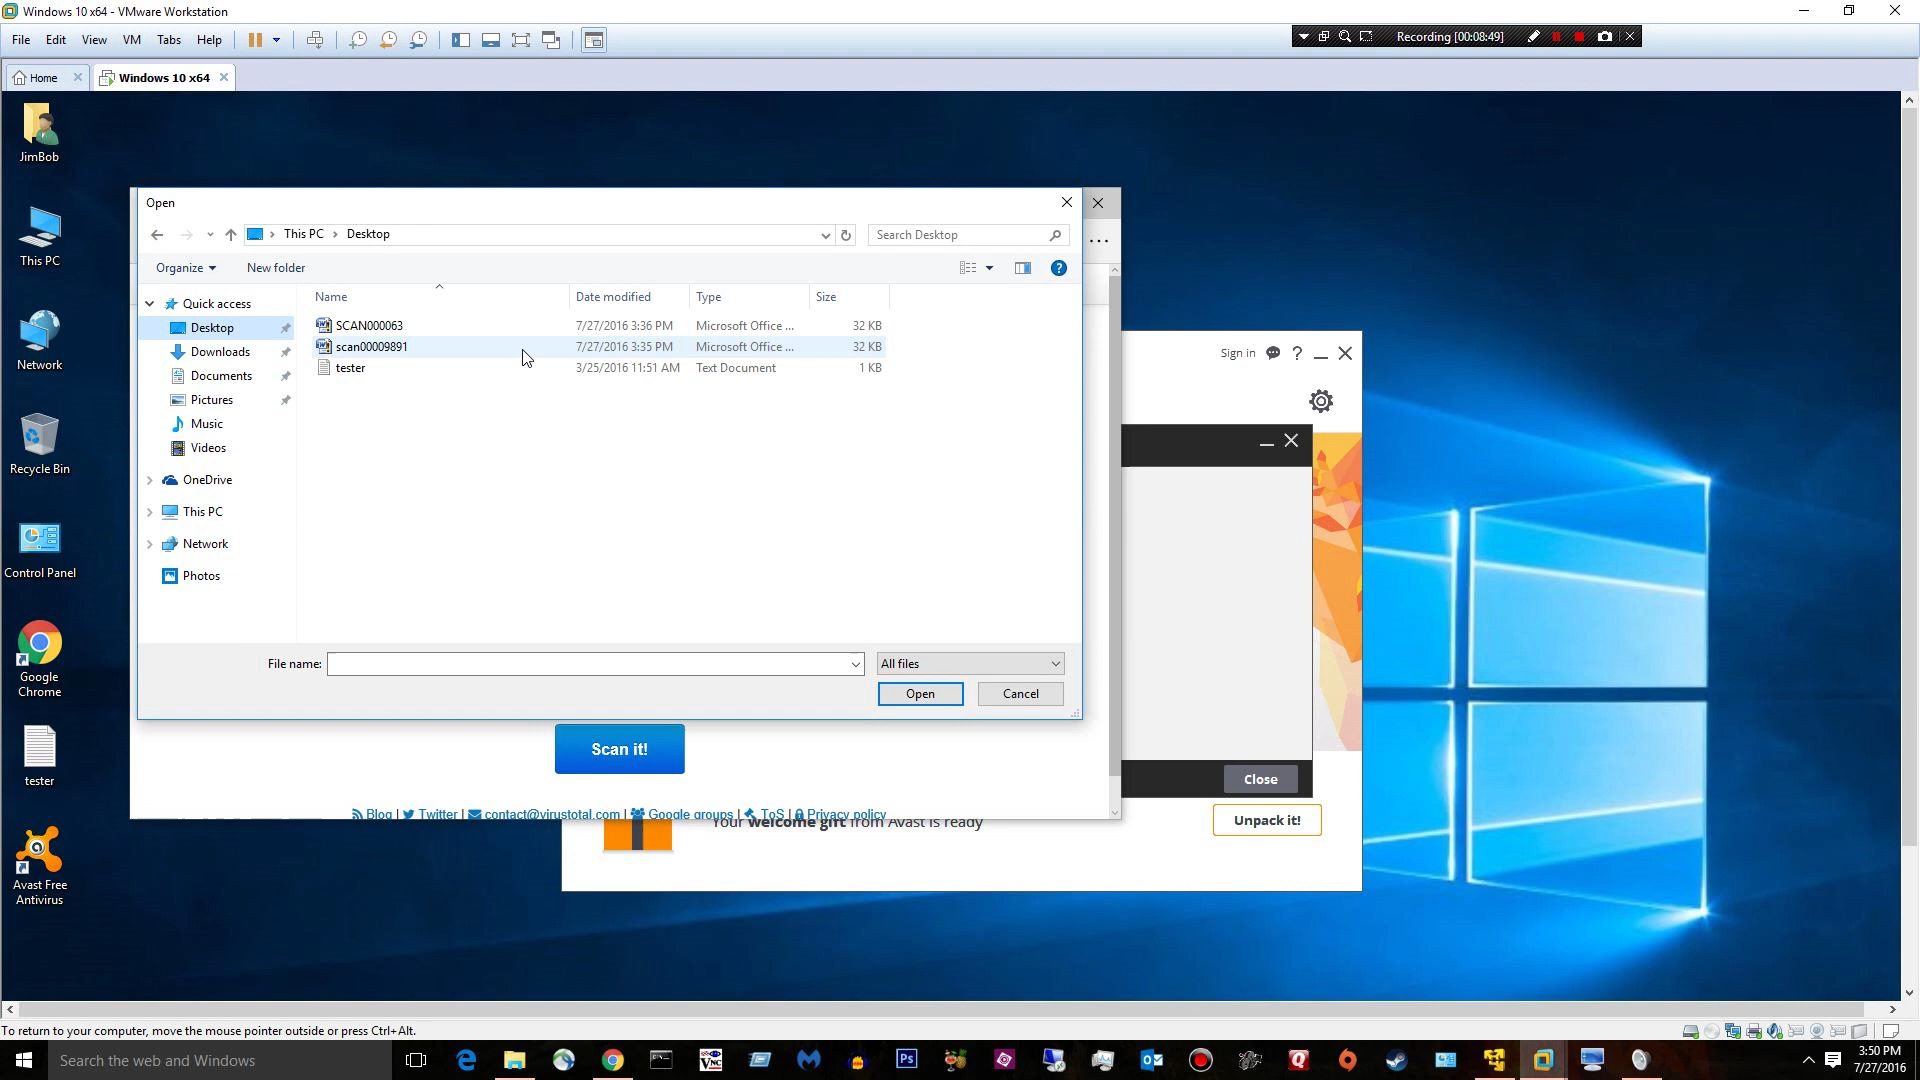 Windows 10 x64 - VMware Workstation
File Edit View VM Tabs Help
Recording [00:08:49]
Home Windows 10 x64
JimBob
This PC
Network
Recycle Bin
Control Panel
Google
Chrome
tester
Avast Free
Antivirus
Open
This PC Desktop
Search Desktop
Organize New folder
Name Date modified Type Size
SCAN000063 7/27/2016 3:36 PM Microsoft Office ... 32 KB
scan00009891 7/27/2016 3:35 PM Microsoft Office ... 32 KB
tester 3/25/2016 11:51 AM Text Document 1 KB
Quick access
Desktop
Downloads
Documents
Pictures
Music
Videos
OneDrive
This PC
Network
Photos
File name: All files
Open Cancel
Sign in
Scan it!
Close
Blog | Twitter | contact@virustotal.com | Google groups | ToS | Privacy policy
Your welcome gift from Avast is ready
Unpack it!
To return to your computer, move the mouse pointer outside or press Ctrl+Alt.
Search the web and Windows
3:50 PM
7/27/2016